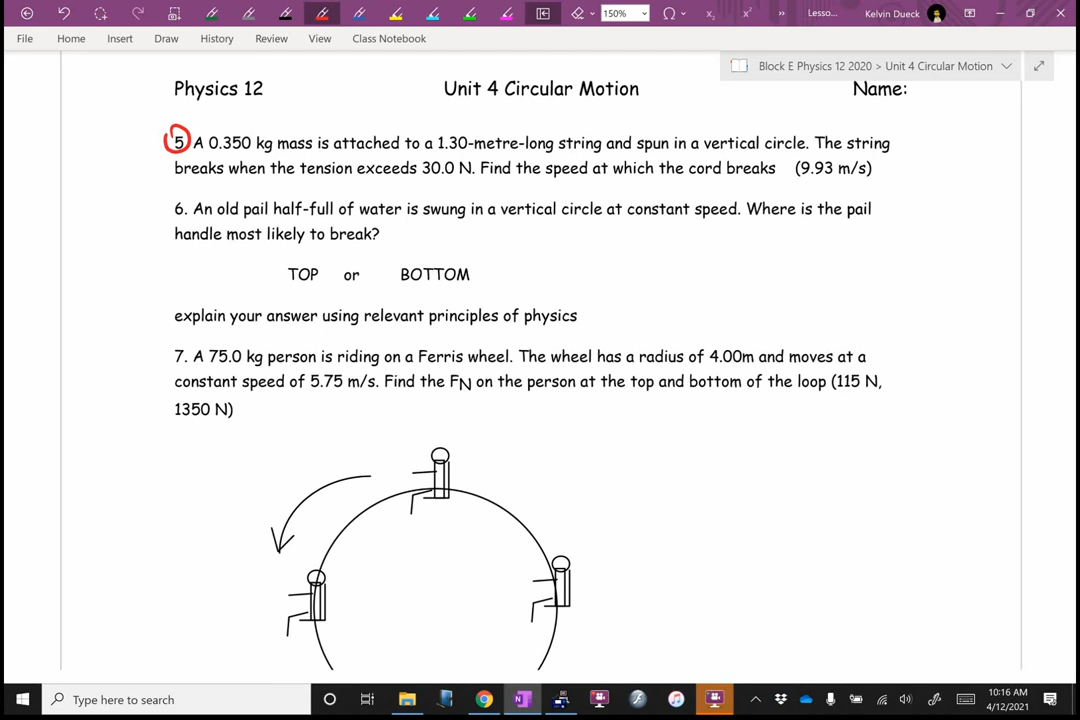 150% Lesso... Kelvin Dueck
File Home Insert Draw History Review View Class Notebook
Block E Physics 12 2020 > Unit 4 Circular Motion
Physics 12 Unit 4 Circular Motion Name:
5. A 0.350 kg mass is attached to a 1.30-metre-long string and spun in a vertical circle. The string
breaks when the tension exceeds 30.0 N. Find the speed at which the cord breaks (9.93 m/s)
6. An old pail half-full of water is swung in a vertical circle at constant speed. Where is the pail
handle most likely to break?
TOP or BOTTOM
explain your answer using relevant principles of physics
7. A 75.0 kg person is riding on a Ferris wheel. The wheel has a radius of 4.00m and moves at a
constant speed of 5.75 m/s. Find the FN on the person at the top and bottom of the loop (115 N,
1350 N)
Type here to search
10:16 AM
4/12/2021